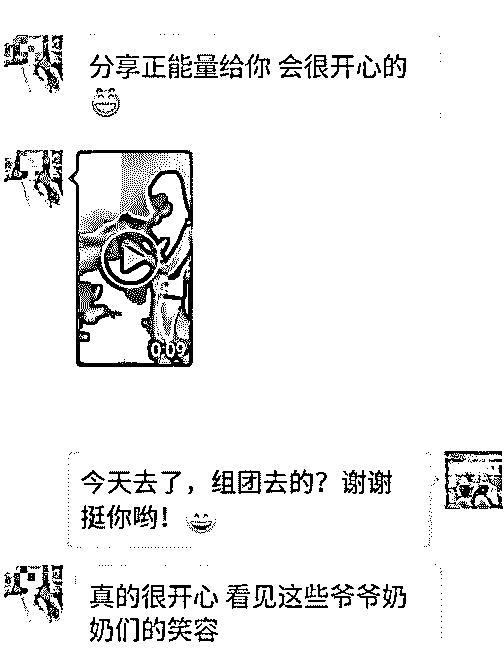 分享正能量给你 会很开心的
0:09
今天去了，组团去的？谢谢
挺你哟！
真的很开心 看见这些爷爷奶
奶们的笑容